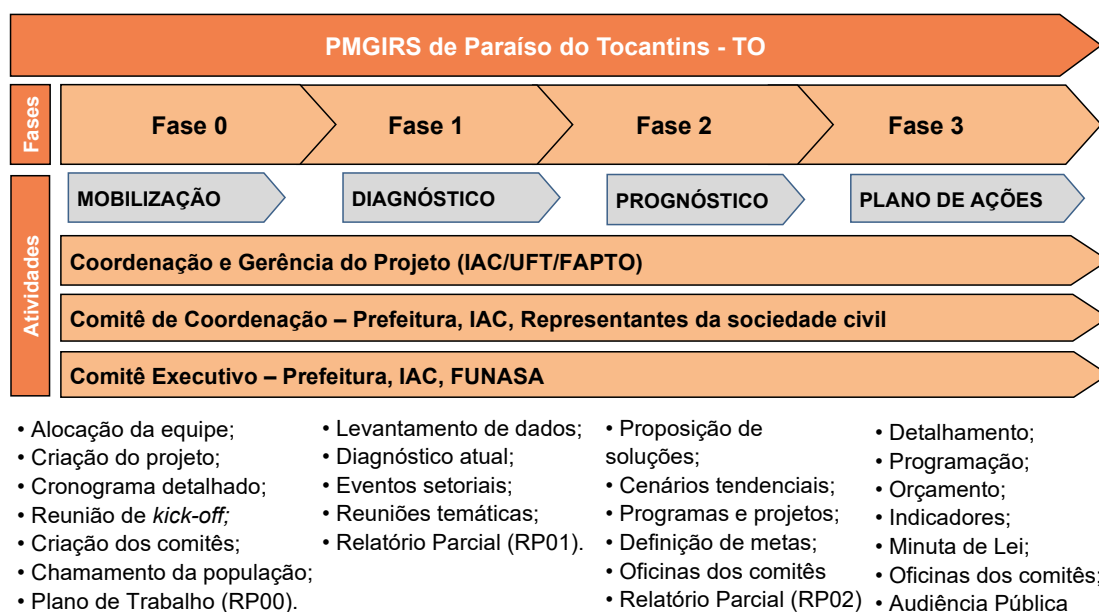 PMGIRS de Paraíso do Tocantins - TO
Fases
Fase 0
Fase 1
Fase 2
Fase 3
Atividades
MOBILIZAÇÃO
DIAGNÓSTICO
PROGNÓSTICO
PLANO DE AÇÕES
Coordenação e Gerência do Projeto (IAC/UFT/FAPTO)
Comitê de Coordenação – Prefeitura, IAC, Representantes da sociedade civil
Comitê Executivo – Prefeitura, IAC, FUNASA
• Alocação da equipe;
• Criação do projeto;
• Cronograma detalhado;
• Reunião de kick-off;
• Criação dos comitês;
• Chamamento da população;
• Plano de Trabalho (RP00).
• Levantamento de dados;
• Diagnóstico atual;
• Eventos setoriais;
• Reuniões temáticas;
• Relatório Parcial (RP01).
• Proposição de
soluções;
• Cenários tendenciais;
• Programas e projetos;
• Definição de metas;
• Oficinas dos comitês
• Relatório Parcial (RP02)
• Detalhamento;
• Programação;
• Orçamento;
• Indicadores;
• Minuta de Lei;
• Oficinas dos comitês;
• Audiência Pública